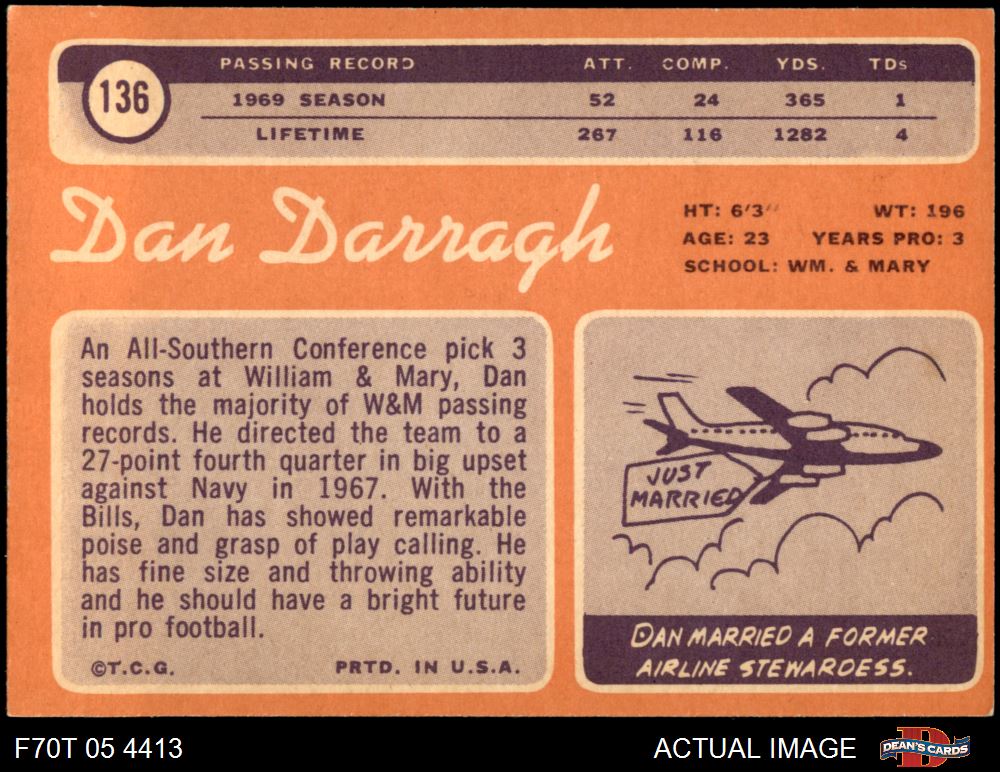 136
PASSING RECORD ATT. COMP. YDS. TDs
1969 SEASON 52 24 365 1
LIFETIME 267 116 1282 4
Dan Darragh
HT: 6'3" WT: 196
AGE: 23 YEARS PRO: 3
SCHOOL: WM. & MARY
An All-Southern Conference pick 3
seasons at William & Mary, Dan
holds the majority of W&M passing
records. He directed the team to a
27-point fourth quarter in big upset
against Navy in 1967. With the
Bills, Dan has showed remarkable
poise and grasp of play calling. He
has fine size and throwing ability
and he should have a bright future
in pro football.
©T.C.G. PRTD. IN U.S.A.
JUST
MARRIED
DAN MARRIED A FORMER
AIRLINE STEWARDESS.
F70T 05 4413 ACTUAL IMAGE
D
DEAN'S CARDS